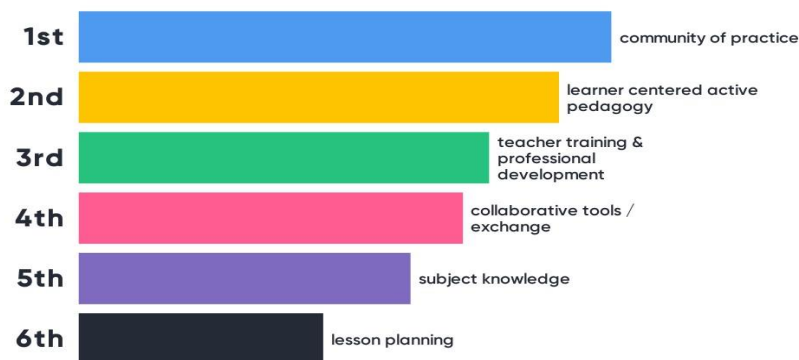 1st
community of practice
2nd
learner centered active
pedagogy
3rd
teacher training &
professional
development
4th
collaborative tools /
exchange
5th
subject knowledge
6th
lesson planning